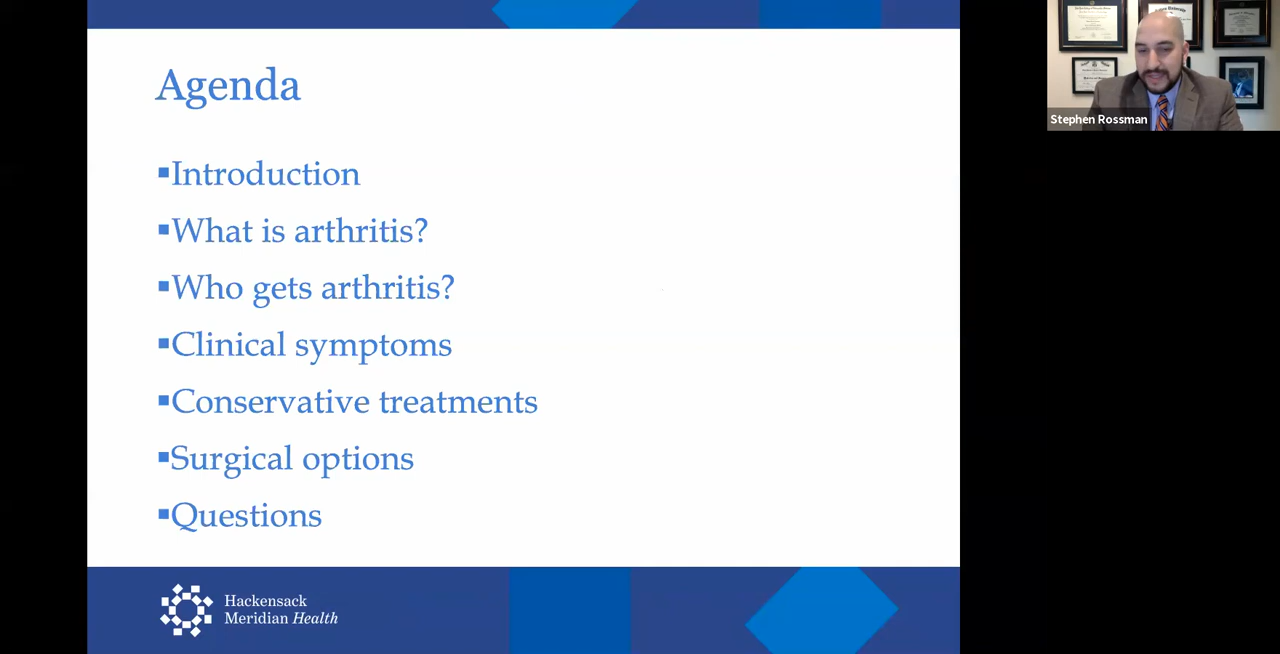 Agenda
▪Introduction
▪What is arthritis?
▪Who gets arthritis?
▪Clinical symptoms
▪Conservative treatments
▪Surgical options
▪Questions
Hackensack
Meridian Health
Stephen Rossman